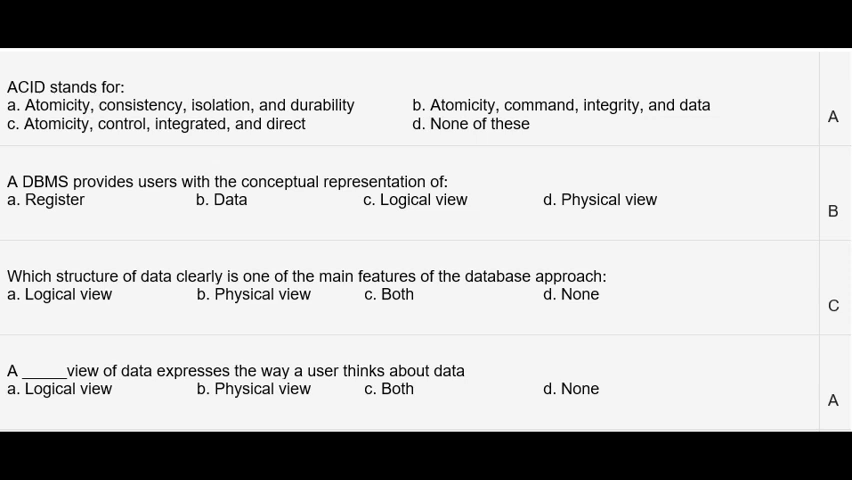 ACID stands for:
a. Atomicity, consistency, isolation, and durability b. Atomicity, command, integrity, and data
c. Atomicity, control, integrated, and direct d. None of these
A
A DBMS provides users with the conceptual representation of:
a. Register b. Data c. Logical view d. Physical view
B
Which structure of data clearly is one of the main features of the database approach:
a. Logical view b. Physical view c. Both d. None
C
A _____view of data expresses the way a user thinks about data
a. Logical view b. Physical view c. Both d. None
A